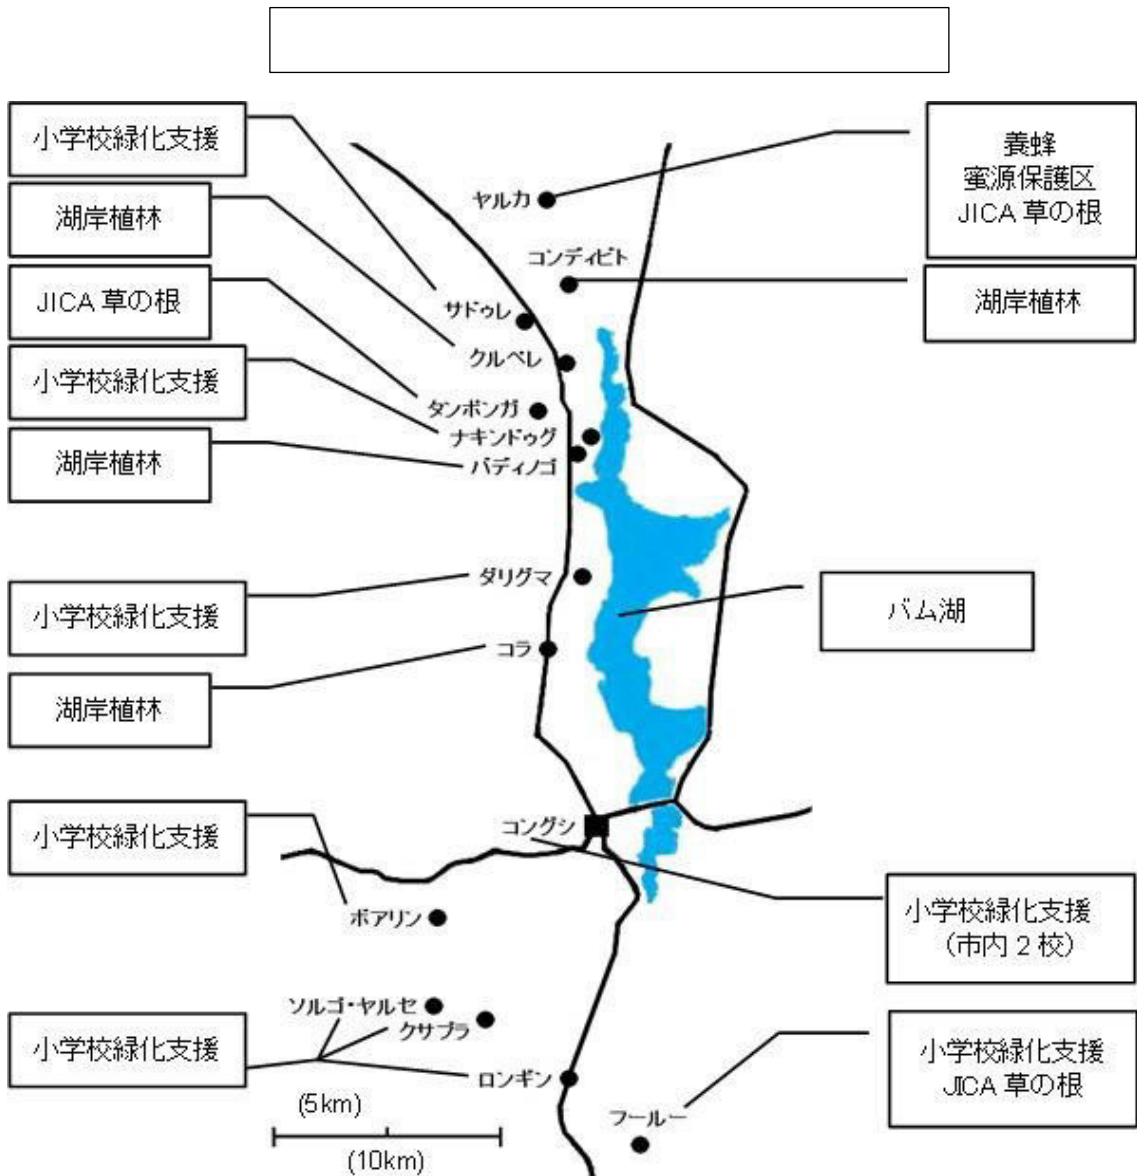 小学校緑化支援
湖岸植林
JICA 草の根
小学校緑化支援
湖岸植林
小学校緑化支援
湖岸植林
小学校緑化支援
小学校緑化支援
ヤルカ
コンディビト
サドゥレ
クルペレ
タンボンガ
ナキンドゥグ
バディノゴ
ダリグマ
コラ
コングシ
ボアリン
ソルゴ・ヤルセ
クサブラ
ロンギン
フールー
(5km)
(10km)
養蜂
蜜源保護区
JICA 草の根
湖岸植林
バム湖
小学校緑化支援
(市内 2 校)
小学校緑化支援
JICA 草の根